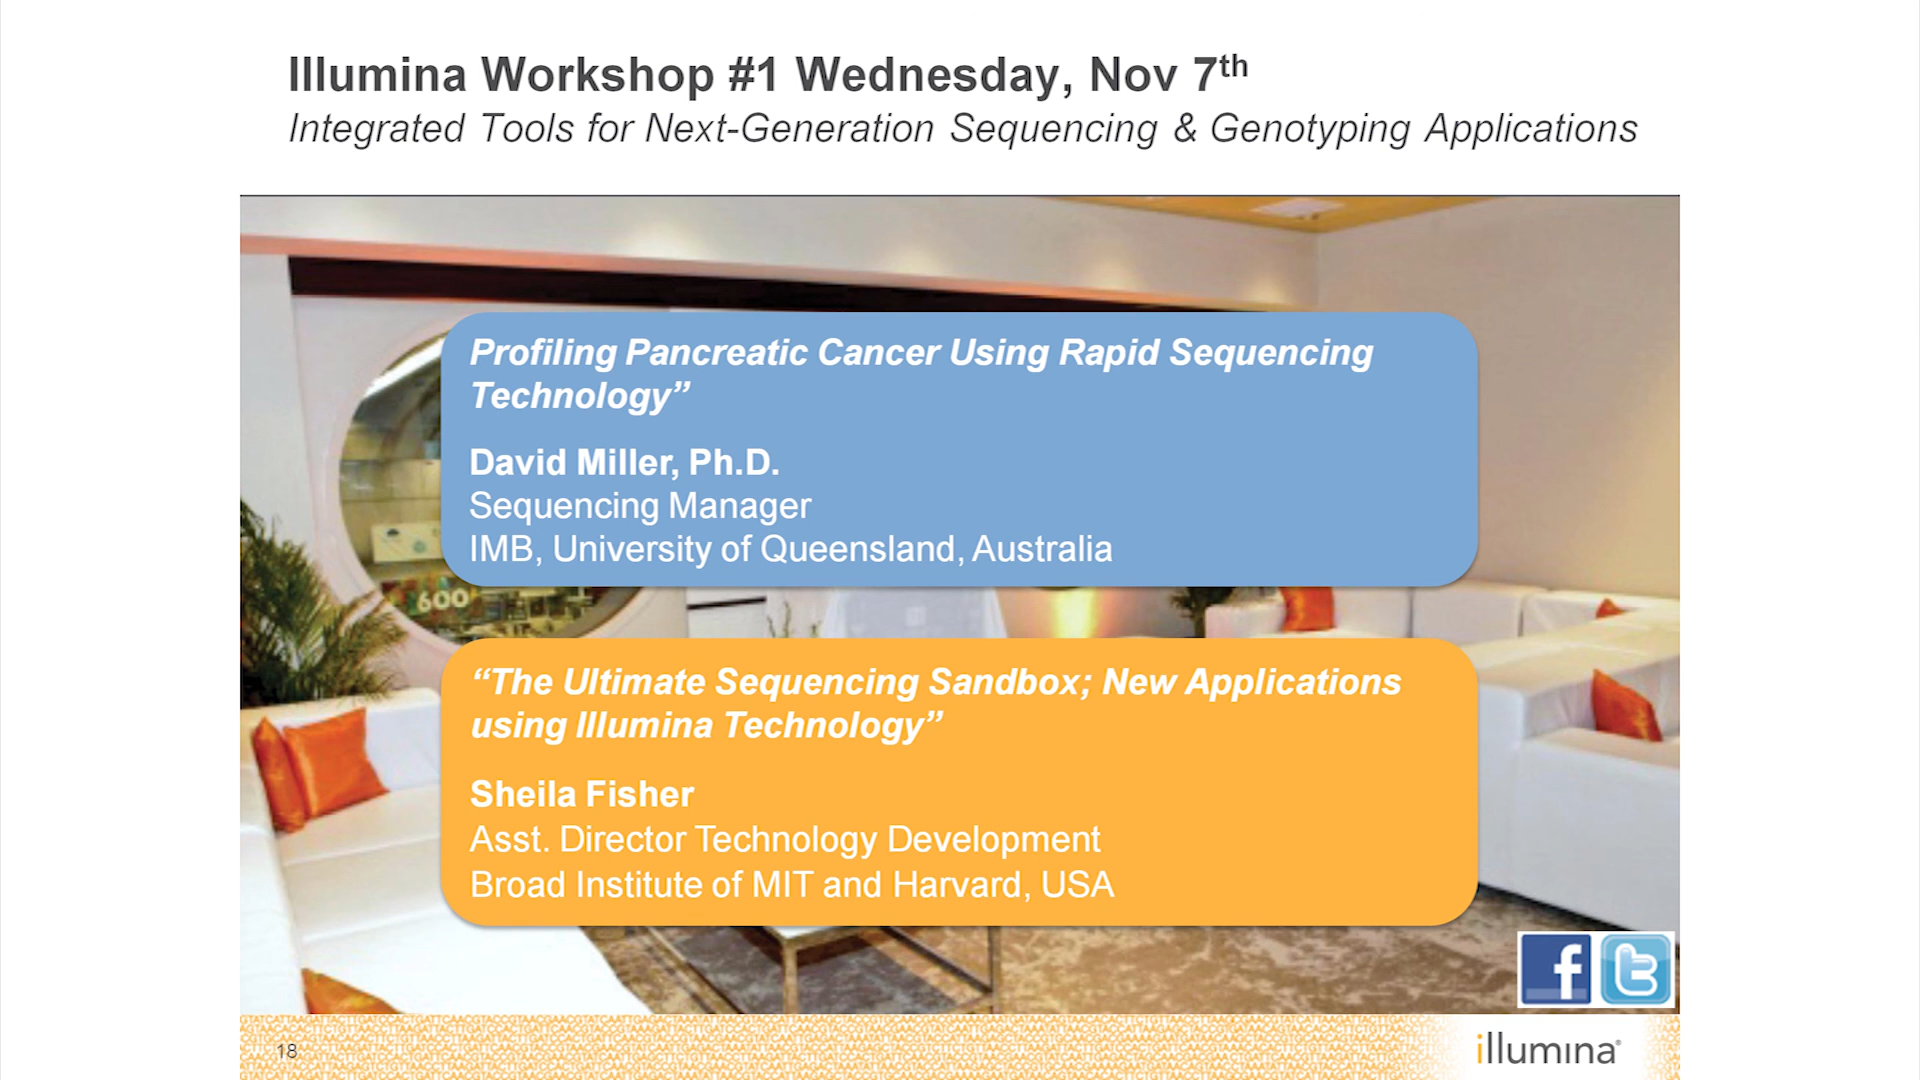 Illumina Workshop #1 Wednesday, Nov 7th
Integrated Tools for Next-Generation Sequencing & Genotyping Applications
Profiling Pancreatic Cancer Using Rapid Sequencing
Technology”
David Miller, Ph.D.
Sequencing Manager
IMB, University of Queensland, Australia
600
“The Ultimate Sequencing Sandbox; New Applications
using Illumina Technology”
Sheila Fisher
Asst. Director Technology Development
Broad Institute of MIT and Harvard, USA
18
illumina®